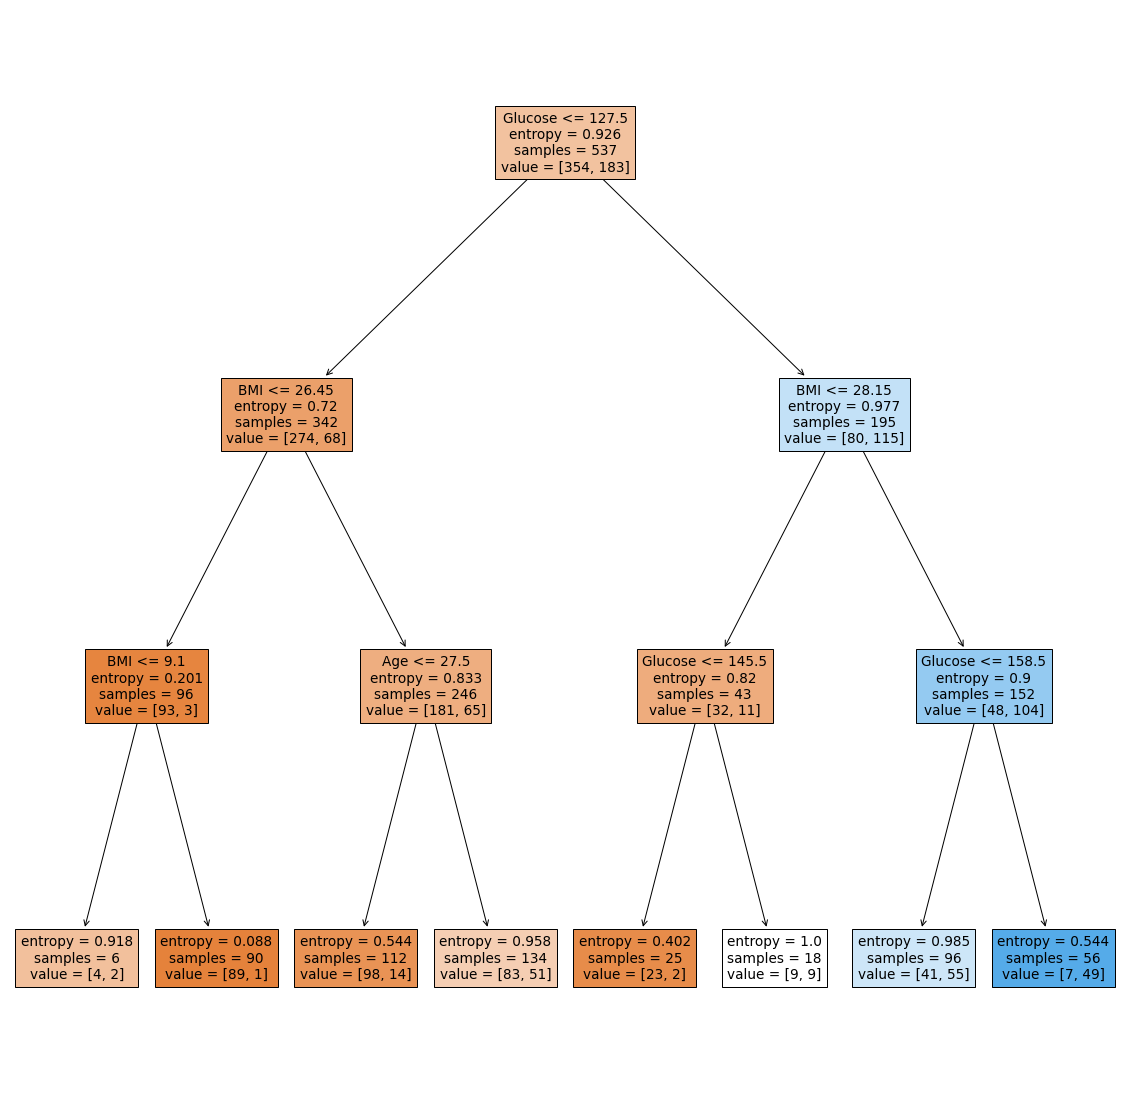 Glucose <= 127.5
entropy = 0.926
samples = 537
value = [354, 183]
BMI <= 26.45
entropy = 0.72
samples = 342
value = [274, 68]
BMI <= 28.15
entropy = 0.977
samples = 195
value = [80, 115]
BMI <= 9.1
entropy = 0.201
samples = 96
value = [93, 3]
Age <= 27.5
entropy = 0.833
samples = 246
value = [181, 65]
Glucose <= 145.5
entropy = 0.82
samples = 43
value = [32, 11]
Glucose <= 158.5
entropy = 0.9
samples = 152
value = [48, 104]
entropy = 0.918
samples = 6
value = [4, 2]
entropy = 0.088
samples = 90
value = [89, 1]
entropy = 0.544
samples = 112
value = [98, 14]
entropy = 0.958
samples = 134
value = [83, 51]
entropy = 0.402
samples = 25
value = [23, 2]
entropy = 1.0
samples = 18
value = [9, 9]
entropy = 0.985
samples = 96
value = [41, 55]
entropy = 0.544
samples = 56
value = [7, 49]